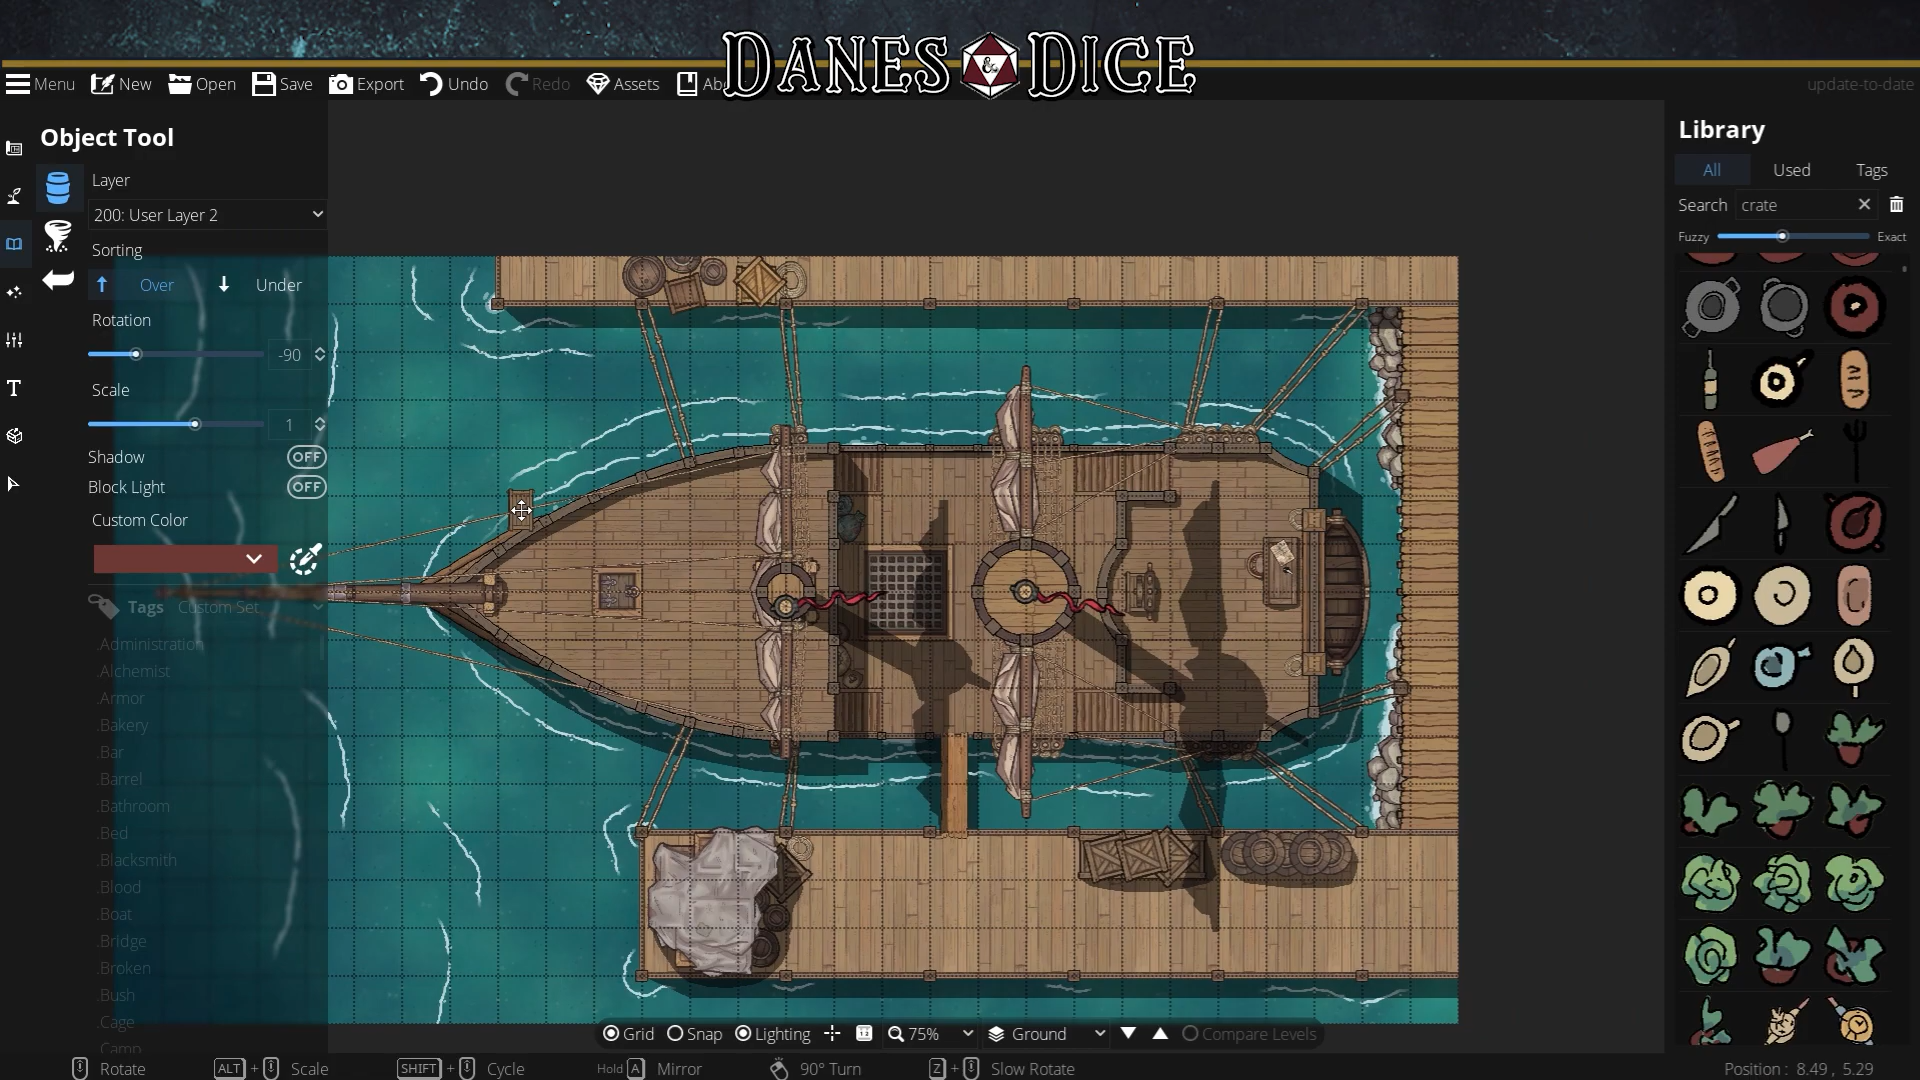 DANES & DICE
Menu New Open Save Export Undo Redo Assets Abo update-to-date
Object Tool
Layer
200: User Layer 2
Sorting
Over Under
Rotation
-90
Scale
1
Shadow OFF
Block Light OFF
Custom Color
Tags Custom Set
.Administration
.Alchemist
.Armor
.Bakery
.Bar
.Barrel
.Bathroom
.Bed
.Blacksmith
.Blood
.Boat
.Bridge
.Broken
.Bush
.Cage
.Camp
Library
All Used Tags
Search crate
Fuzzy Exact
Grid Snap Lighting 75% Ground Compare Levels
Rotate ALT + Scale SHIFT + Cycle Hold A Mirror 90° Turn Z + Slow Rotate Position : 8.49 , 5.29